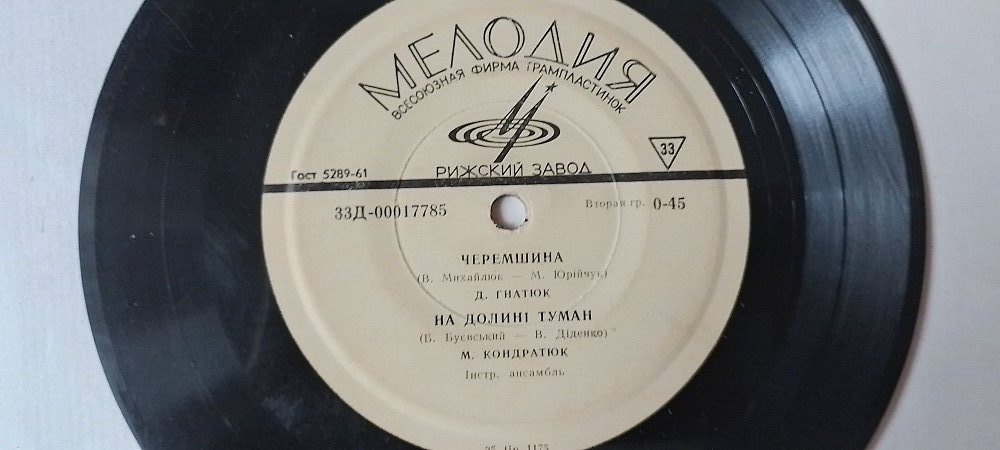 МЕЛОДИЯ
ВСЕСОЮЗНАЯ ФИРМА ГРАМПЛАСТИНОК
33
РИЖСКИЙ ЗАВОД
Гост 5289-61
33Д-00017785
Вторая гр. 0-45
ЧЕРЕМШИНА
(В. Михайлюк — М. Юрійчук)
Д. ГНАТЮК
НА ДОЛИНІ ТУМАН
(Б. Буєвський — В. Діденко)
М. КОНДРАТЮК
Інстр. ансамбль